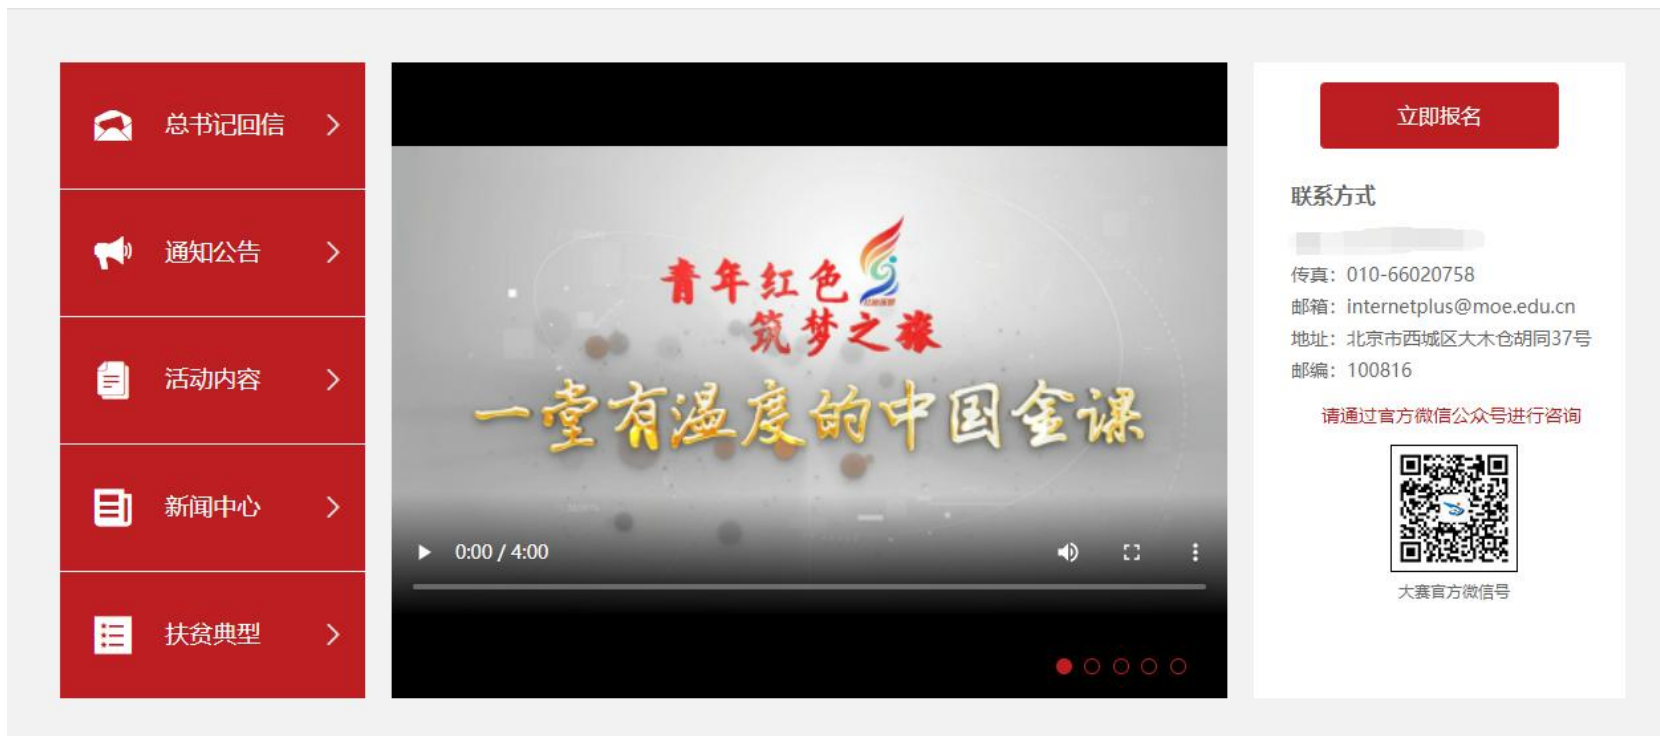 总书记回信
通知公告
活动内容
新闻中心
扶贫典型
青年红色
筑梦之旅
一堂有温度的中国金课
0:00 / 4:00
立即报名
联系方式
传真：010-66020758
邮箱：internetplus@moe.edu.cn
地址：北京市西城区大木仓胡同37号
邮编：100816
请通过官方微信公众号进行咨询
大赛官方微信号